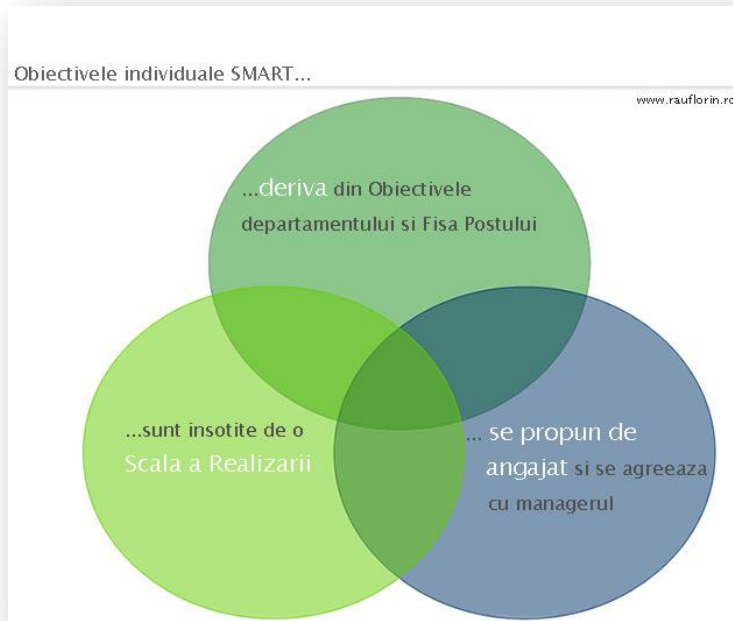 Obiectivele individuale SMART...
www.rauflorin.ro
...deriva din Obiectivele
departamentului si Fisa Postului
...sunt insotite de o
Scala a Realizarii
... se propun de
angajat si se agreeaza
cu managerul